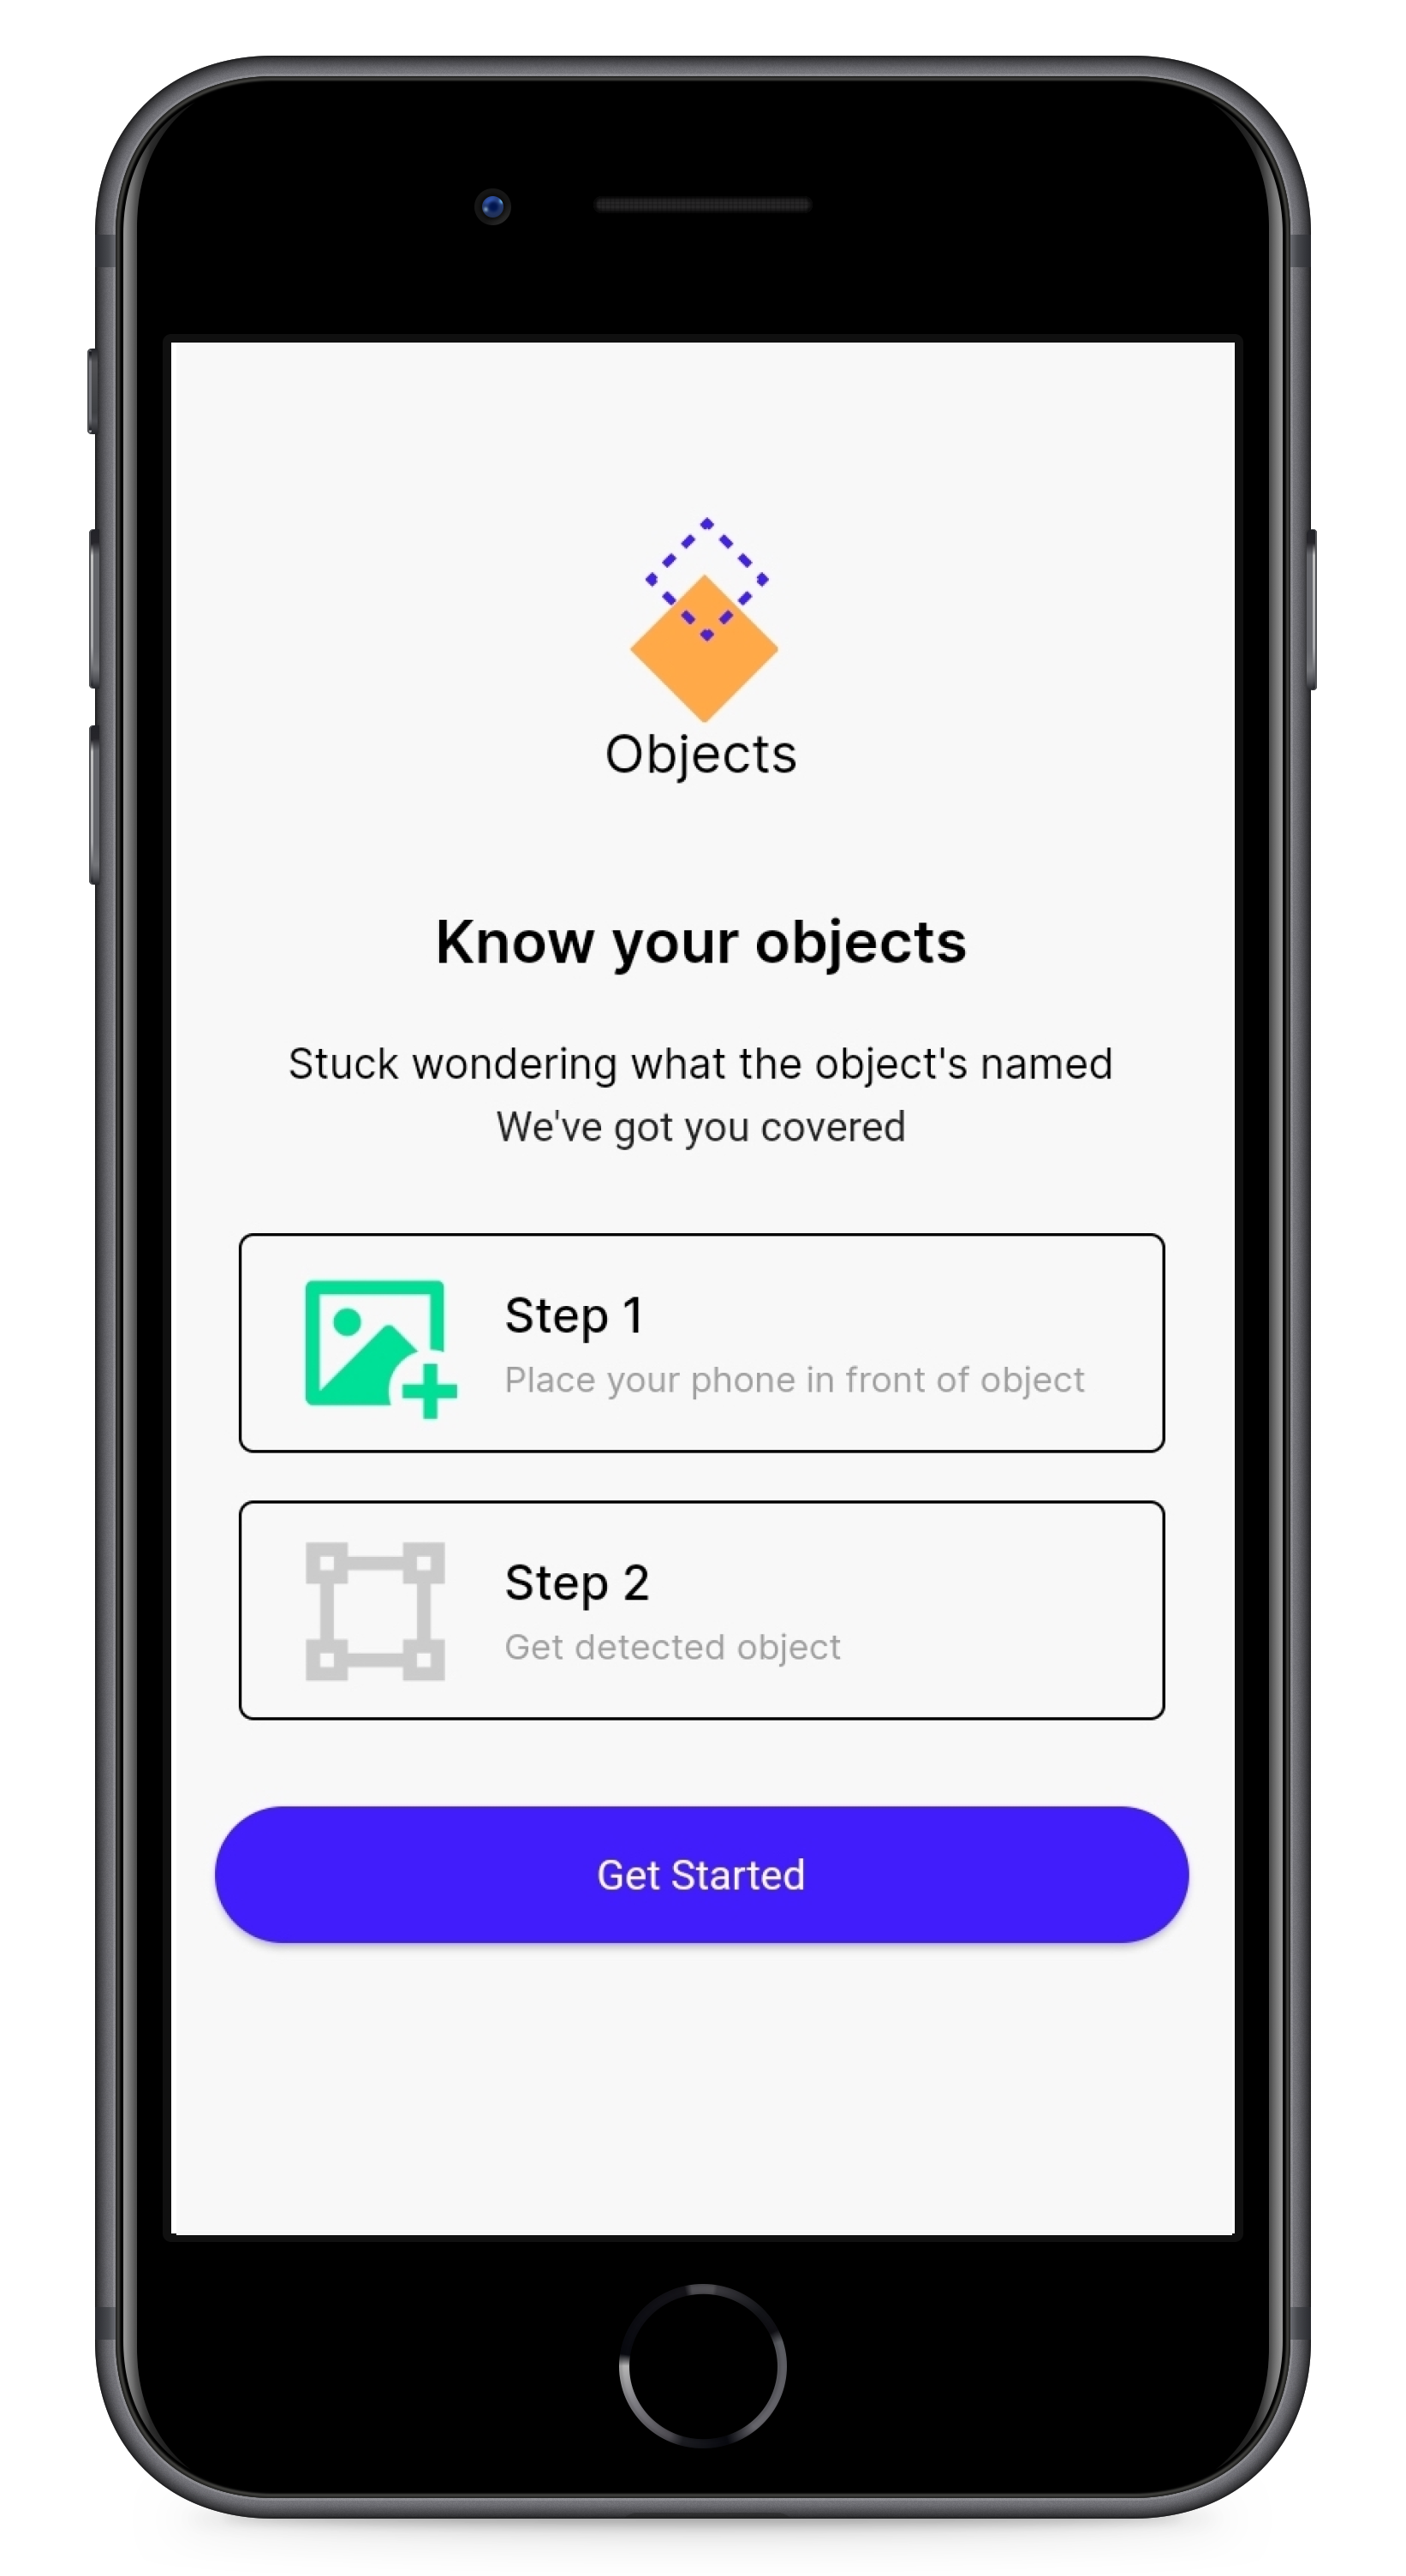 Objects
Know your objects
Stuck wondering what the object's named
We've got you covered
Step 1
Place your phone in front of object
Step 2
Get detected object
Get Started